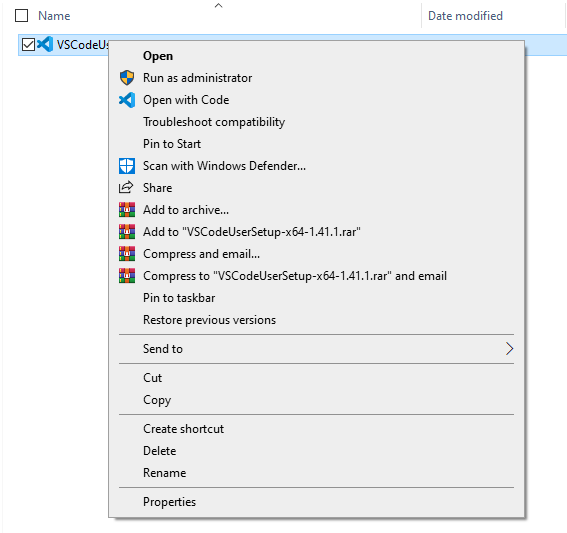 Name
Date modified
Open
Run as administrator
Open with Code
Troubleshoot compatibility
Pin to Start
Scan with Windows Defender...
Share
Add to archive...
Add to "VSCodeUserSetup-x64-1.41.1.rar"
Compress and email...
Compress to "VSCodeUserSetup-x64-1.41.1.rar" and email
Pin to taskbar
Restore previous versions
Send to
Cut
Copy
Create shortcut
Delete
Rename
Properties